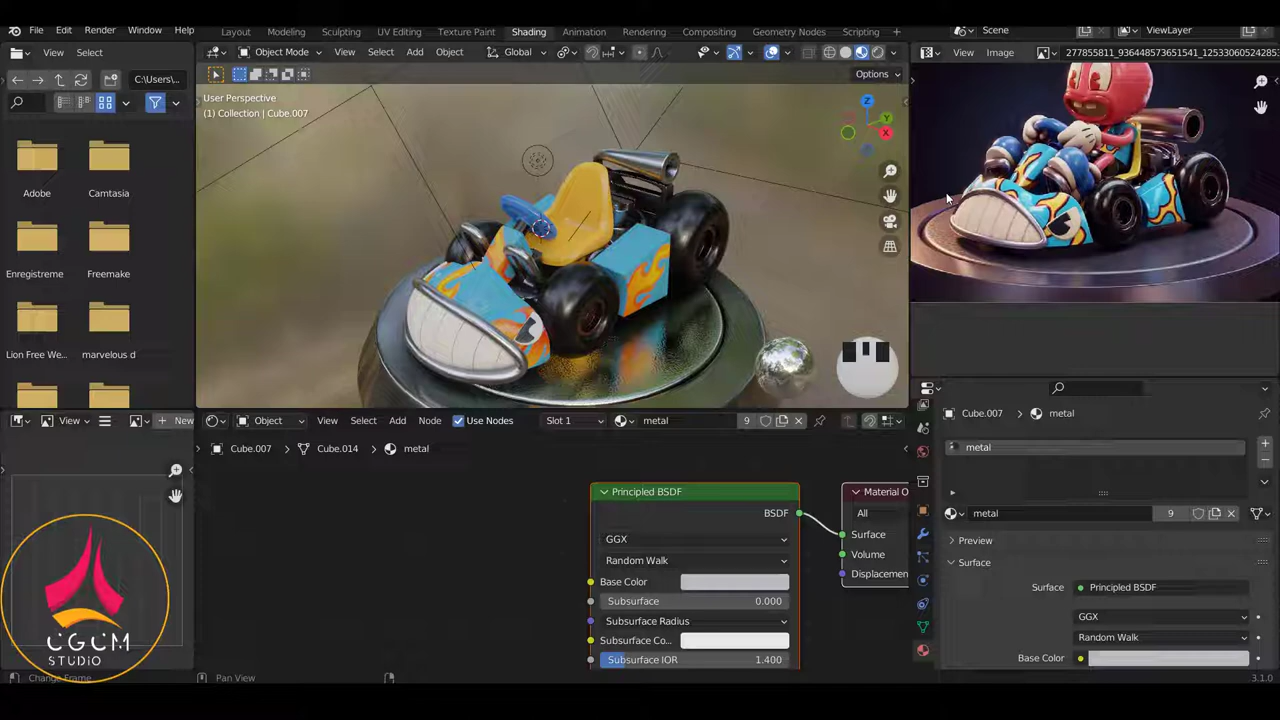 File Edit Render Window Help
Layout Modeling Sculpting UV Editing Texture Paint Shading Animation Rendering Compositing Geometry Nodes Scripting
Scene
ViewLayer
View Select
Object Mode View Select Add Object
Global
View Image
277855811_936448573651541_125330605242852
C:\Users\...
Options
User Perspective
(1) Collection | Cube.007
Z
Y
X
Adobe
Camtasia
Enregistreme
Freemake
Lion Free We...
marvelous d
View
New
Object View Select Add Node Use Nodes Slot 1 metal 9
Cube.007 > Cube.014 > metal
Cube.007 > metal
metal
metal 9
Preview
Surface
Surface Principled BSDF
GGX
Random Walk
Base Color
Principled BSDF
BSDF
GGX
Random Walk
Base Color
Subsurface 0.000
Subsurface Radius
Subsurface Co...
Subsurface IOR 1.400
Material O
All
Surface
Volume
Displacemen
CGCM
STUDIO
Change Frame
Pan View
3.1.0